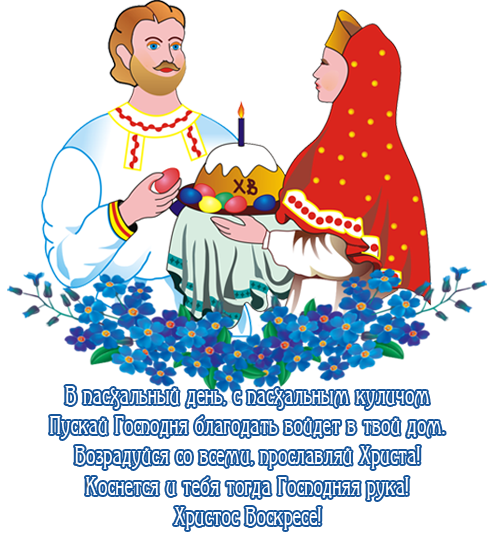 ХВ
В пасхальный день, с пасхальным куличом
Пускай Господня благодать войдет в твой дом.
Возрадуйся со всеми, прославляй Христа!
Коснется и тебя тогда Господняя рука!
Христос Воскресе!